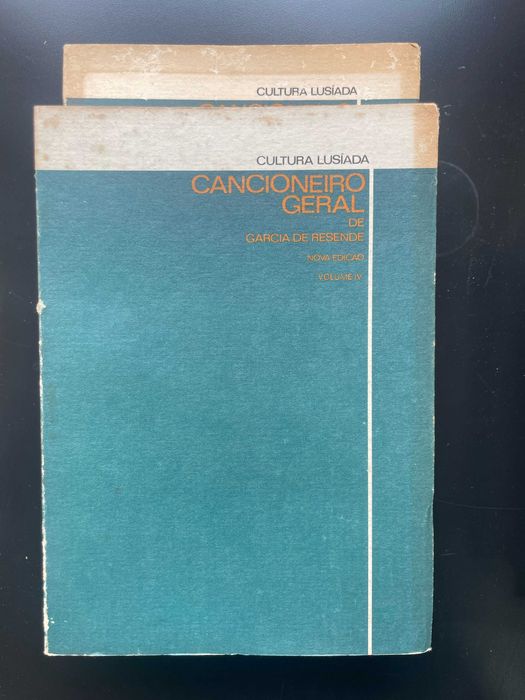 CULTURA LUSÍADA
CULTURA LUSÍADA
CANCIONEIRO
GERAL
DE
GARCIA DE RESENDE
NOVA EDIÇÃO
VOLUME IV